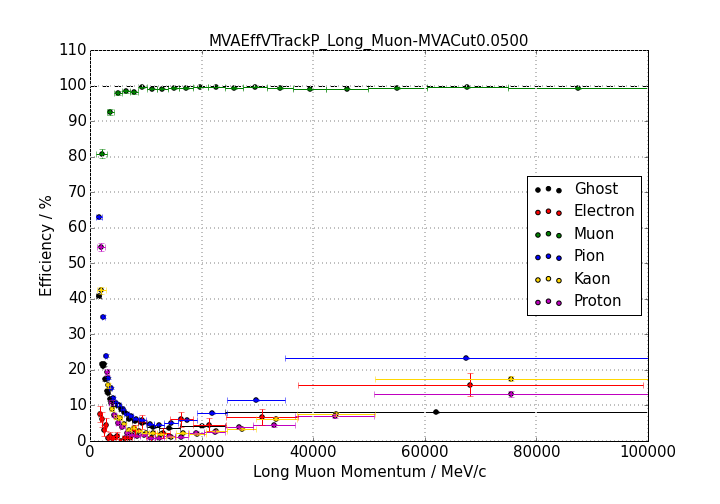 MVAEffVTrackP_Long_Muon-MVACut0.0500
110
100
90
80
70
60
50
40
30
20
10
0
Efficiency / %
Ghost
Electron
Muon
Pion
Kaon
Proton
0 20000 40000 60000 80000 100000
Long Muon Momentum / MeV/c